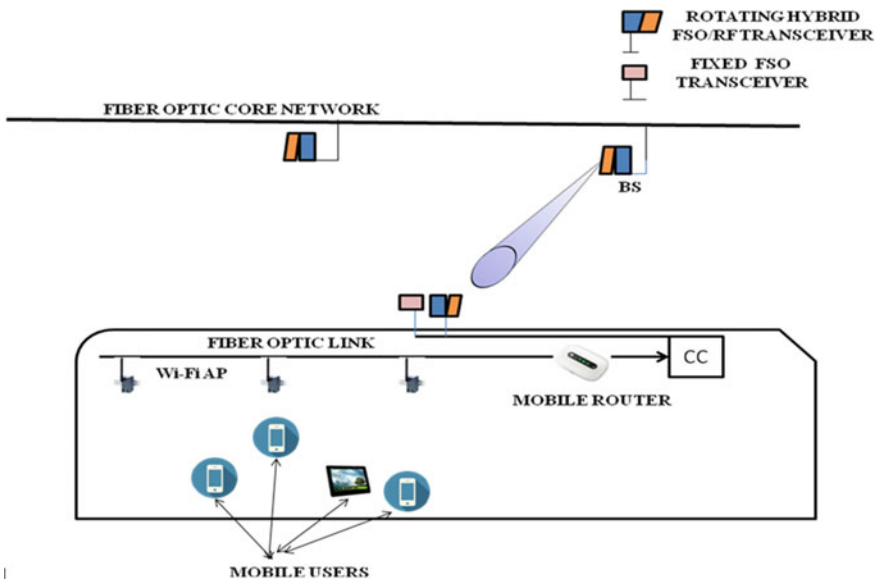 ROTATING HYBRID
FSO/RF TRANSCEIVER
FIXED FSO
TRANSCEIVER
FIBER OPTIC CORE NETWORK
BS
FIBER OPTIC LINK
CC
Wi-Fi AP
MOBILE ROUTER
MOBILE USERS